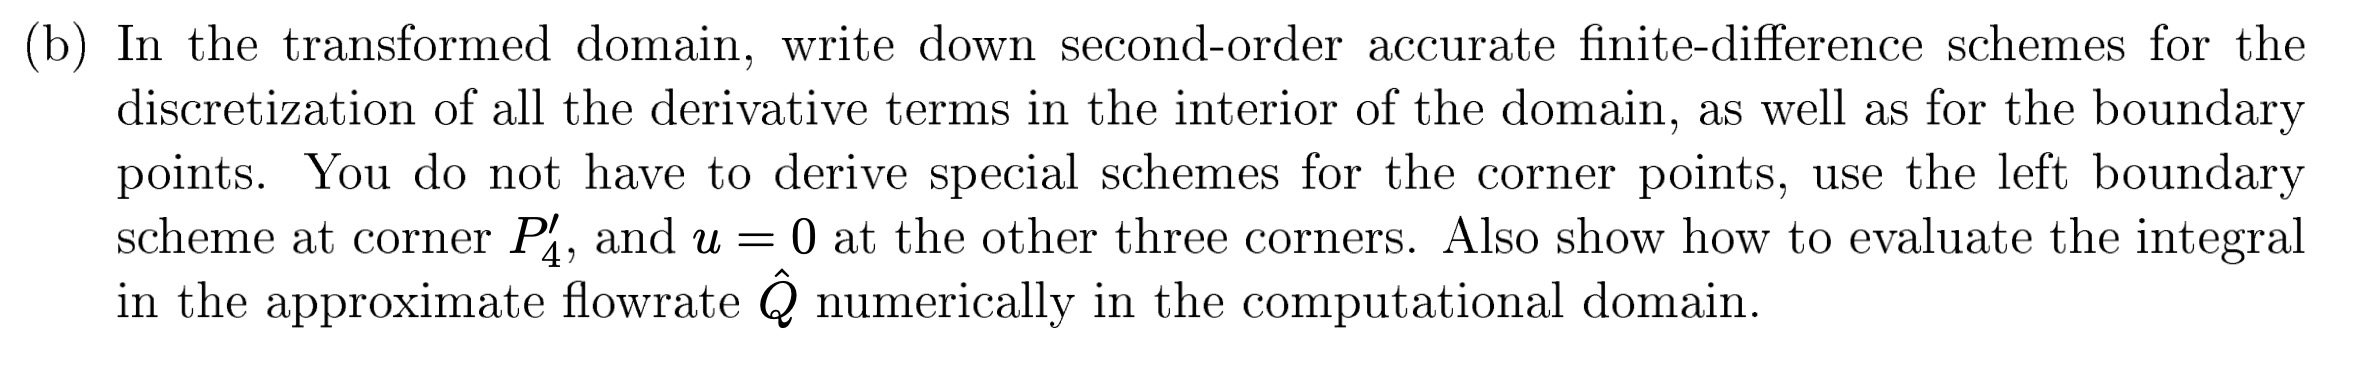 (b) In the transformed domain, write down second-order accurate finite-difference schemes for the
discretization of all the derivative terms in the interior of the domain, as well as for the boundary
points. You do not have to derive special schemes for the corner points, use the left boundary
scheme at corner $P_4'$, and $u = 0$ at the other three corners. Also show how to evaluate the integral
in the approximate flowrate $\hat{Q}$ numerically in the computational domain.